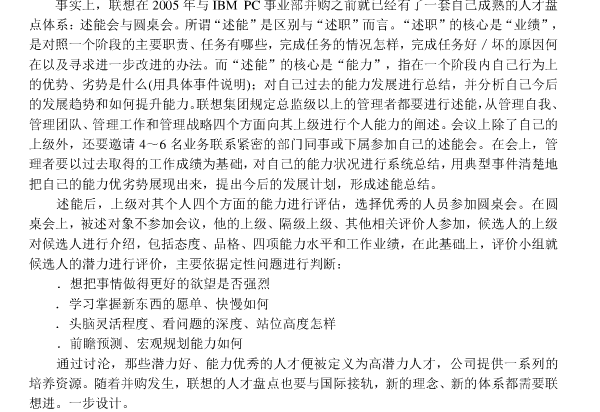 事实上，联想在 2005 年与 IBM PC 事业部并购之前就已经有了一套自己成熟的人才盘
点体系：述能会与圆桌会。所谓“述能”是区别与“述职”而言。“述职”的核心是“业绩”，
是对照一个阶段的主要职责、任务有哪些，完成任务的情况怎样，完成任务好／坏的原因何
在以及寻求进一步改进的办法。而“述能”的核心是“能力”，指在一个阶段内自己行为上
的优势、劣势是什么(用具体事件说明)；对自己过去的能力发展进行总结，并分析自己今后
的发展趋势和如何提升能力。联想集团规定总监级以上的管理者都要进行述能，从管理自我、
管理团队、管理工作和管理战略四个方面向其上级进行个人能力的阐述。会议上除了自己的
上级外，还要邀请 4～6 名业务联系紧密的部门同事或下属参加自己的述能会。在会上，管
理者要以过去取得的工作成绩为基础，对自己的能力状况进行系统总结，用典型事件清楚地
把自己的能力优劣势展现出来，提出今后的发展计划，形成述能总结。
述能后，上级对其个人四个方面的能力进行评估，选择优秀的人员参加圆桌会。在圆
桌会上，被述对象不参加会议，他的上级、隔级上级、其他相关评价人参加，候选人的上级
对候选人进行介绍，包括态度、品格、四项能力水平和工作业绩，在此基础上，评价小组就
候选人的潜力进行评价，主要依据定性问题进行判断：
．想把事情做得更好的欲望是否强烈
．学习掌握新东西的愿单、快慢如何
．头脑灵活程度、看问题的深度、站位高度怎样
．前瞻预测、宏观规划能力如何
通过讨沦，那些潜力好、能力优秀的人才便被定义为高潜力人才，公司提供一系列的
培养资源。随着并购发生，联想的人才盘点也要与国际接轨，新的理念、新的体系都需要联
想进。一步设计。